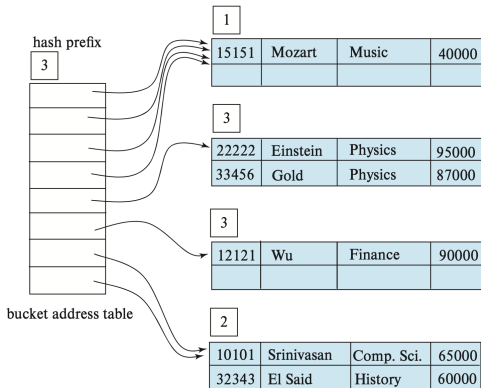 hash prefix
3
bucket address table
1
15151 Mozart Music 40000
3
22222 Einstein Physics 95000
33456 Gold Physics 87000
3
12121 Wu Finance 90000
2
10101 Srinivasan Comp. Sci. 65000
32343 El Said History 60000